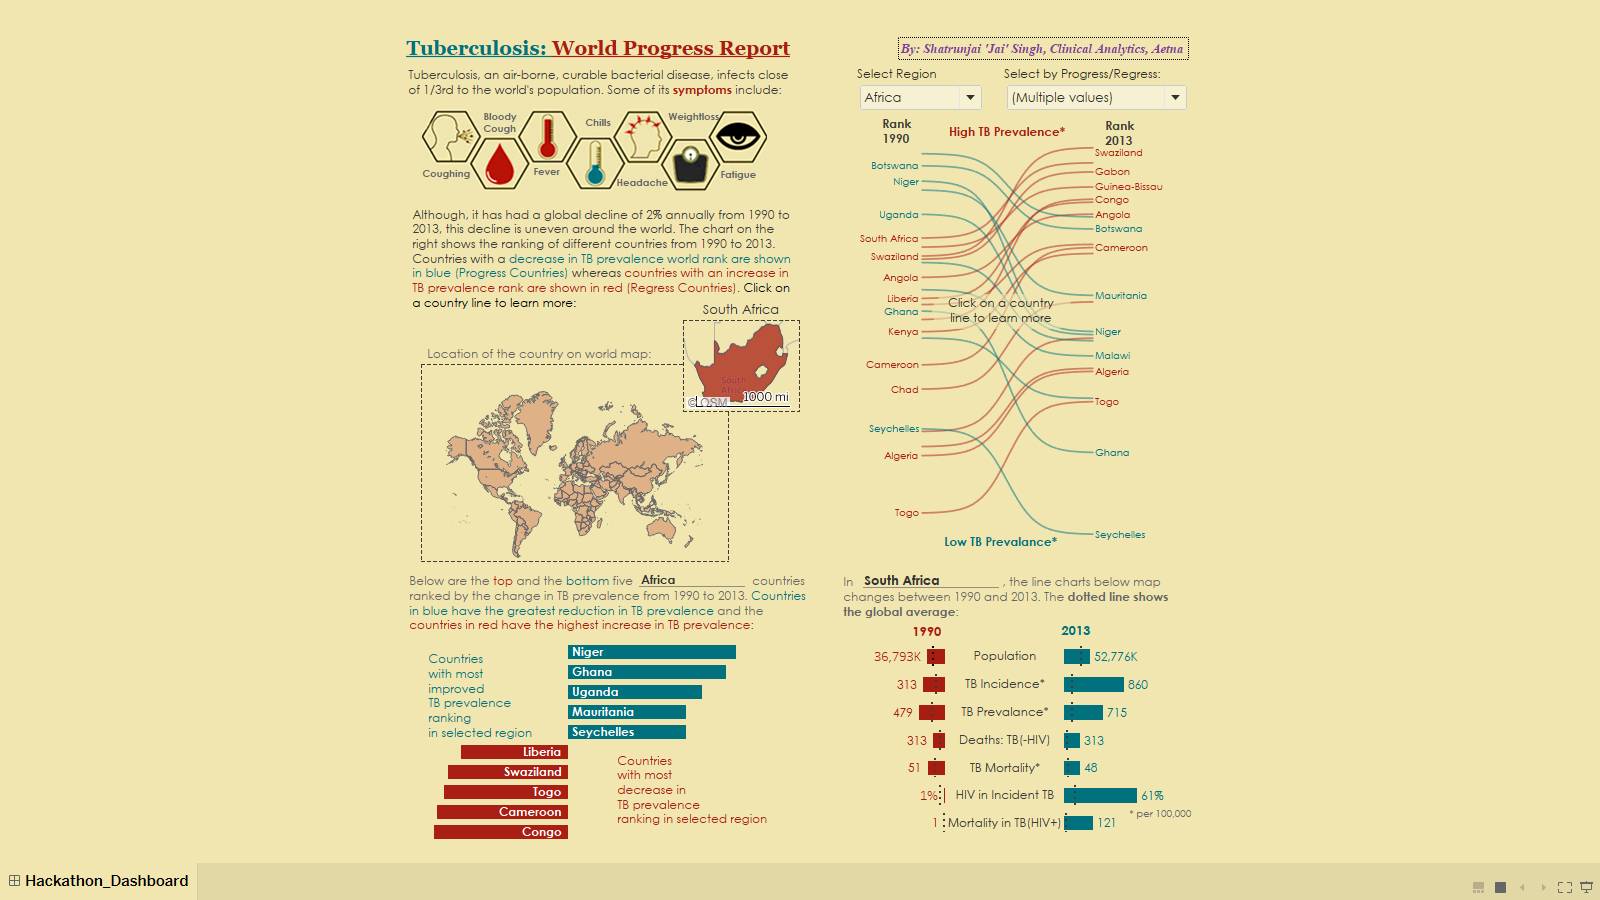 Tuberculosis: World Progress Report
By: Shatrunjai 'Jai' Singh, Clinical Analytics, Aetna
Tuberculosis, an air-borne, curable bacterial disease, infects close
of 1/3rd to the world's population. Some of its symptoms include:
Coughing
Bloody
Cough
Fever
Chills
Headache
Weightloss
Fatigue
Although, it has had a global decline of 2% annually from 1990 to
2013, this decline is uneven around the world. The chart on the
right shows the ranking of different countries from 1990 to 2013.
Countries with a decrease in TB prevalence world rank are shown
in blue (Progress Countries) whereas countries with an increase in
TB prevalence rank are shown in red (Regress Countries). Click on
a country line to learn more:
South Africa
Location of the country on world map:
South
© OSM
1000 mi
Below are the top and the bottom five Africa countries
ranked by the change in TB prevalence from 1990 to 2013. Countries
in blue have the greatest reduction in TB prevalence and the
countries in red have the highest increase in TB prevalence:
Countries
with most
improved
TB prevalence
ranking
in selected region
Niger
Ghana
Uganda
Mauritania
Seychelles
Liberia
Swaziland
Togo
Cameroon
Congo
Countries
with most
decrease in
TB prevalence
ranking in selected region
Select Region
Africa
Select by Progress/Regress:
(Multiple values)
Rank
1990
High TB Prevalence*
Rank
2013
Botswana
Niger
Uganda
South Africa
Swaziland
Angola
Liberia
Ghana
Kenya
Cameroon
Chad
Seychelles
Algeria
Togo
Click on a country
line to learn more
Swaziland
Gabon
Guinea-Bissau
Congo
Angola
Botswana
Cameroon
Mauritania
Niger
Malawi
Algeria
Togo
Ghana
Seychelles
Low TB Prevalance*
In South Africa , the line charts below map
changes between 1990 and 2013. The dotted line shows
the global average:
1990 2013
36,793K Population 52,776K
313 TB Incidence* 860
479 TB Prevalance* 715
313 Deaths: TB(-HIV) 313
51 TB Mortality* 48
1% HIV in Incident TB 61%
* per 100,000
1 Mortality in TB(HIV+) 121
Hackathon_Dashboard